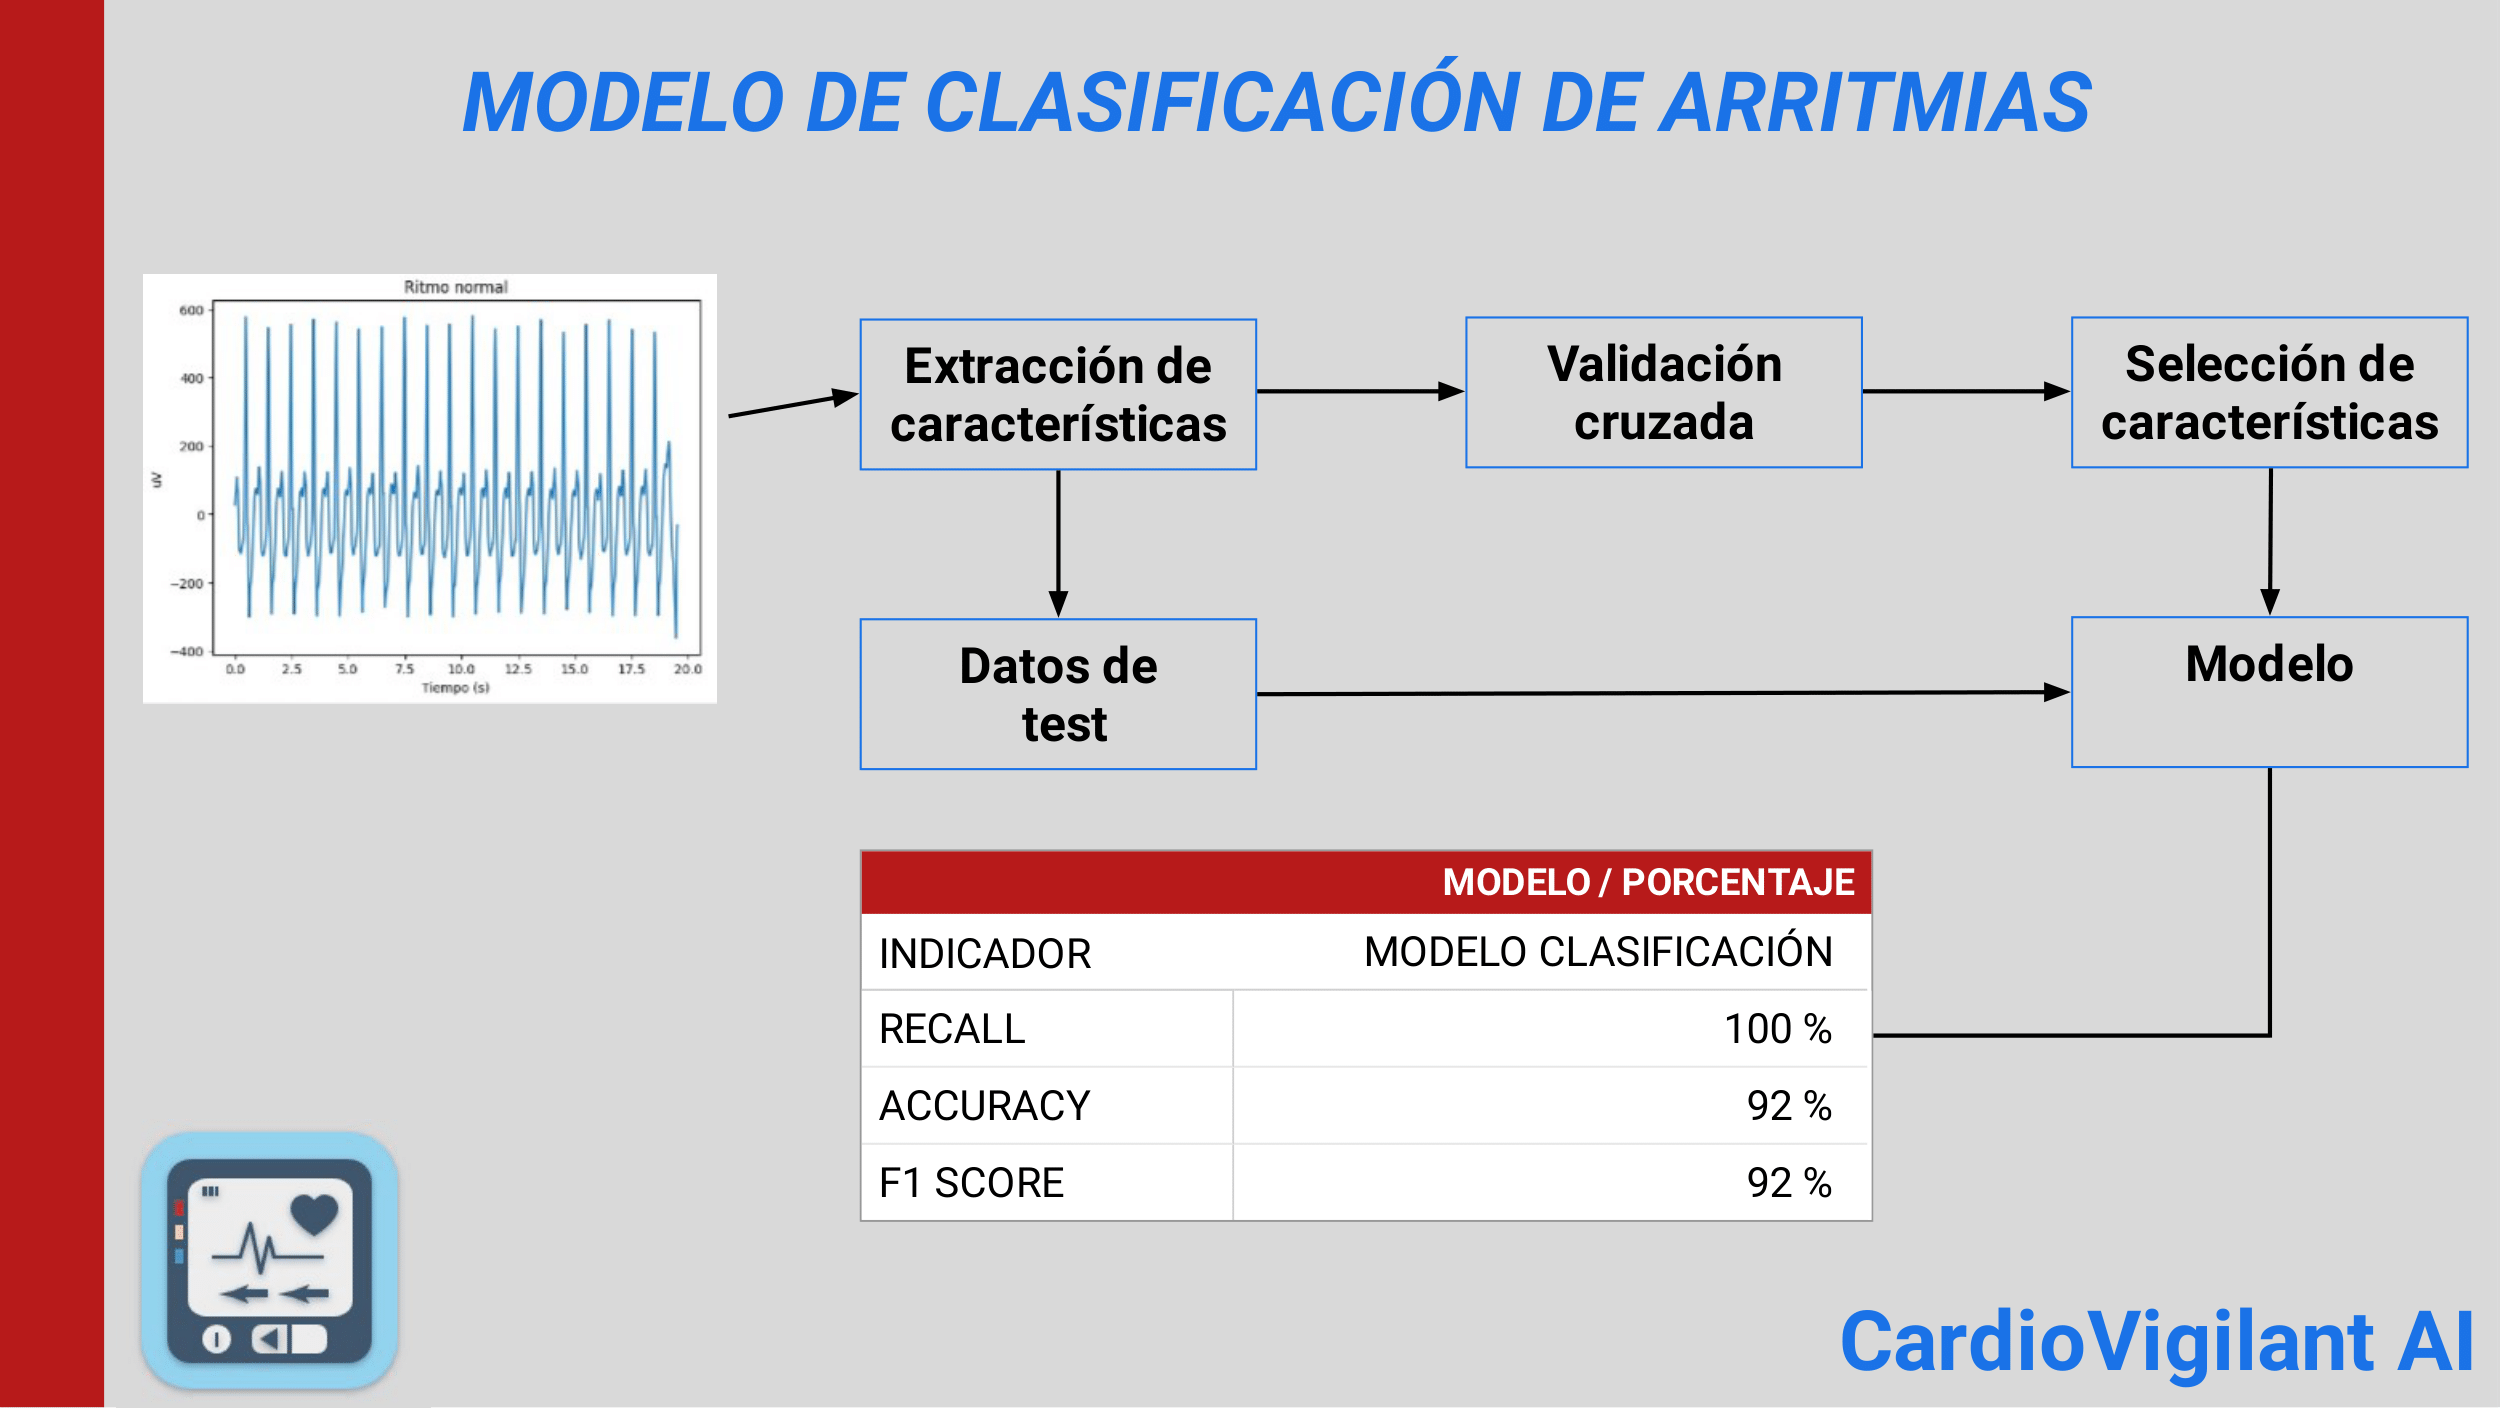 MODELO DE CLASIFICACIÓN DE ARRITMIAS
Ritmo normal
600
400
200
0
−200
−400
uV
0.0 2.5 5.0 7.5 10.0 12.5 15.0 17.5 20.0
Tiempo (s)
Extracción de
características
Validación
cruzada
Selección de
características
Datos de
test
Modelo
MODELO / PORCENTAJE
INDICADOR MODELO CLASIFICACIÓN
RECALL 100 %
ACCURACY 92 %
F1 SCORE 92 %
CardioVigilant AI